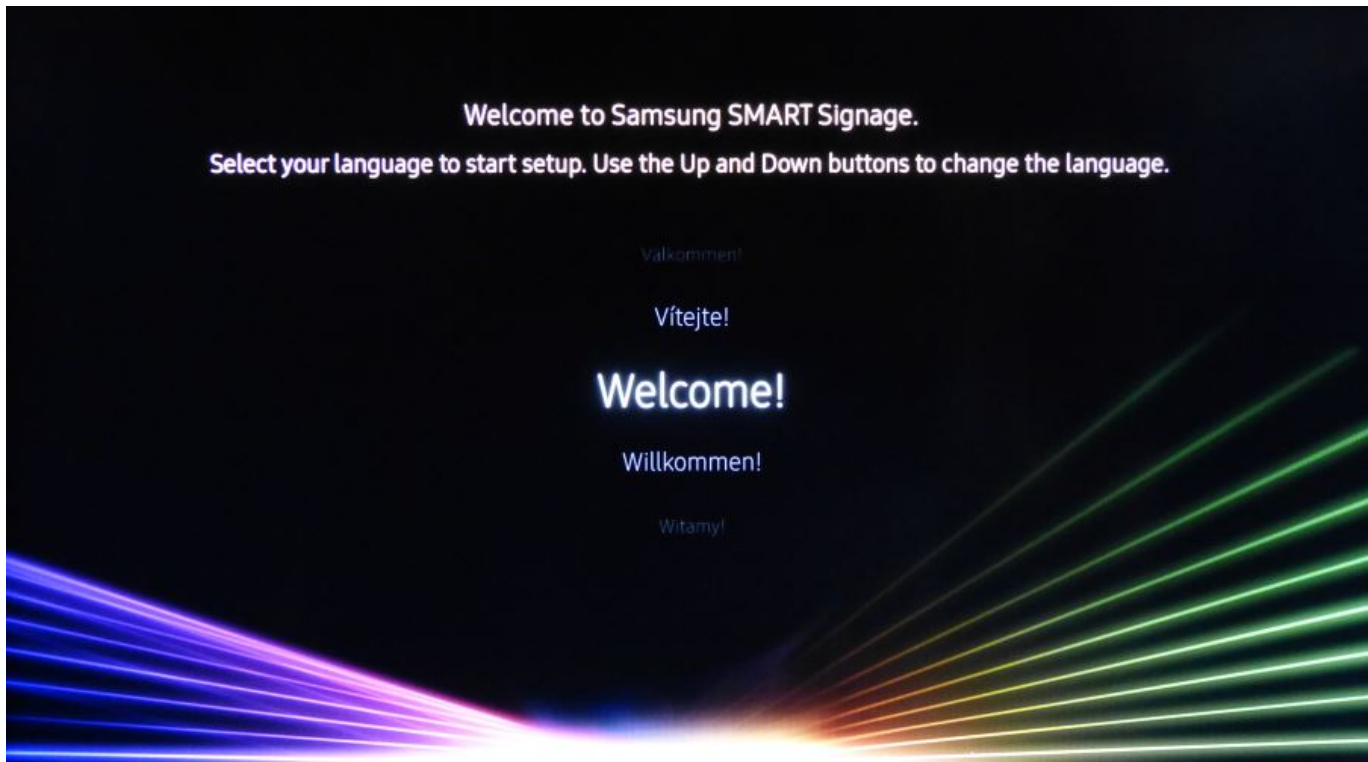 Welcome to Samsung SMART Signage.
Select your language to start setup. Use the Up and Down buttons to change the language.
Välkommen!
Vítejte!
Welcome!
Willkommen!
Witamy!